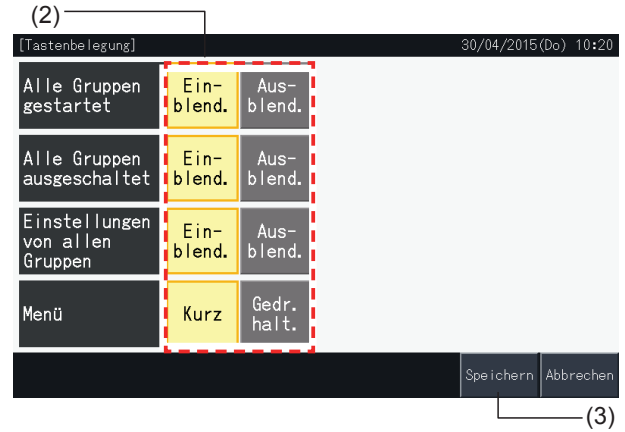 (2)
[Tastenbelegung] 30/04/2015(Do) 10:20
Alle Gruppen
gestartet
Ein-
blend.
Aus-
blend.
Alle Gruppen
ausgeschaltet
Ein-
blend.
Aus-
blend.
Einstellungen
von allen
Gruppen
Ein-
blend.
Aus-
blend.
Menü
Kurz
Gedr.
halt.
Speichern Abbrechen
(3)